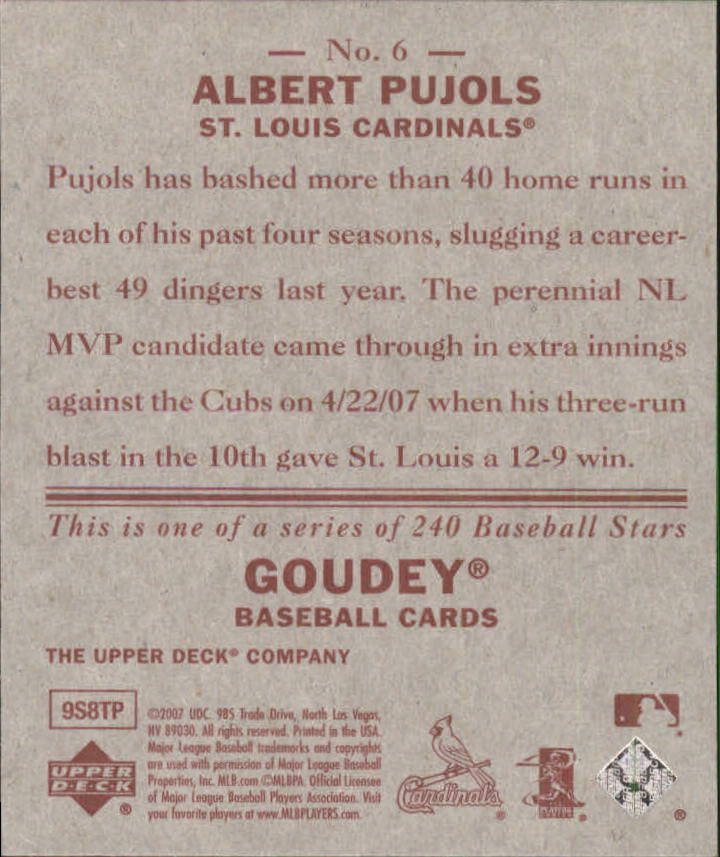 — No. 6 —
ALBERT PUJOLS
ST. LOUIS CARDINALS®
Pujols has bashed more than 40 home runs in
each of his past four seasons, slugging a career-
best 49 dingers last year. The perennial NL
MVP candidate came through in extra innings
against the Cubs on 4/22/07 when his three-run
blast in the 10th gave St. Louis a 12-9 win.
This is one of a series of 240 Baseball Stars
GOUDEY®
BASEBALL CARDS
THE UPPER DECK® COMPANY
9S8TP
UPPER
D·E·C·K
®
©2007 UDC. 985 Trade Drive, North Las Vegas,
NV 89030. All rights reserved. Printed in the USA.
Major League Baseball trademarks and copyrights
are used with permission of Major League Baseball
Properties, Inc. MLB.com ©MLBPA. Official Licensee
of Major League Baseball Players Association. Visit
your favorite players at www.MLBPLAYERS.com.
Cardinals
®
PLAYERS
®
®